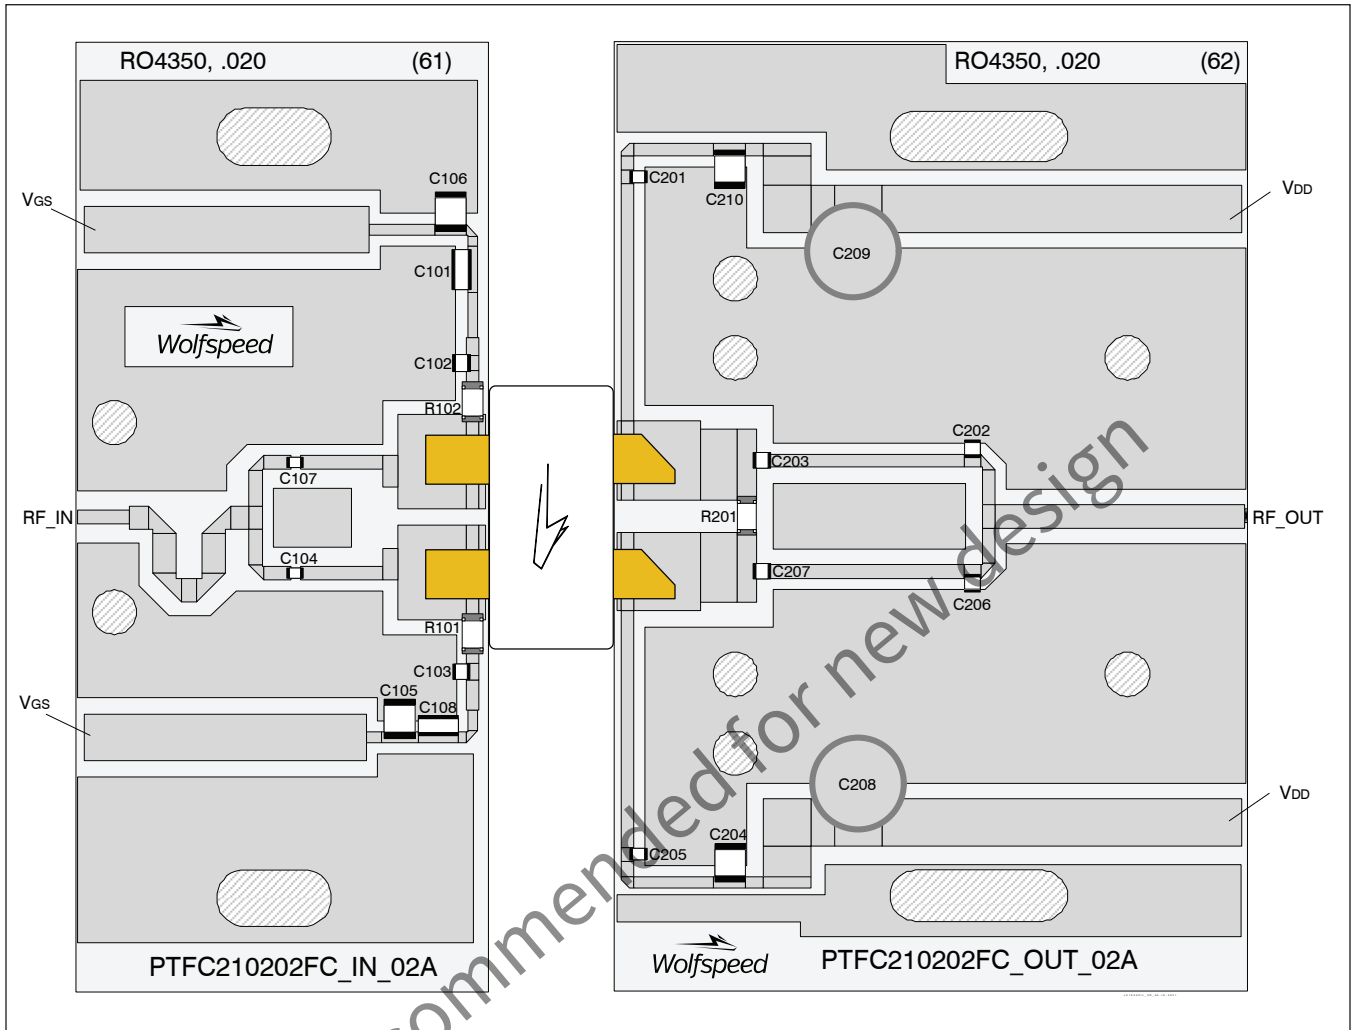 RO4350, .020 (61)
RO4350, .020 (62)
C106
VGS
C201
C210
VDD
C209
C101
Wolfspeed
C102
R102
C202
C107
C203
RF_IN
R201
RF_OUT
C104
C207
C206
R101
C103
C105
C108
VGS
C208
VDD
C204
C205
commended for new design
PTFC210202FC_IN_02A
Wolfspeed
PTFC210202FC_OUT_02A